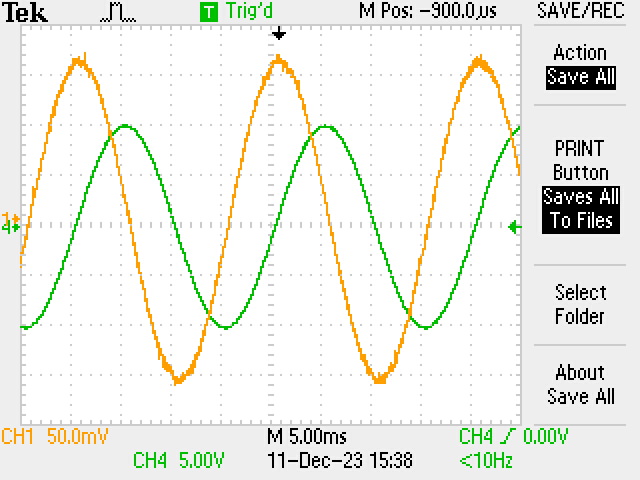 Tek T Trig'd M Pos: -900.0µs SAVE/REC
Action
Save All
PRINT
Button
Saves All
To Files
Select
Folder
About
Save All
1
4
CH1 50.0mV M 5.00ms CH4 0.00V
CH4 5.00V 11-Dec-23 15:38 <10Hz